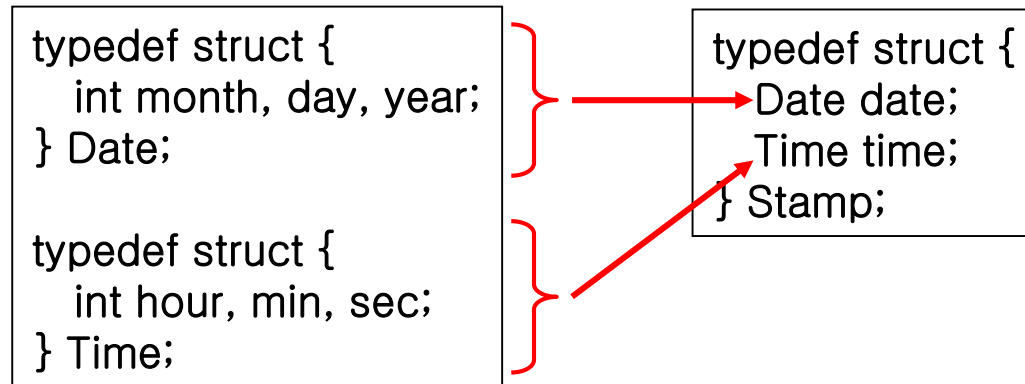 typedef struct {
int month, day, year;
} Date;
typedef struct {
int hour, min, sec;
} Time;
typedef struct {
Date date;
Time time;
} Stamp;